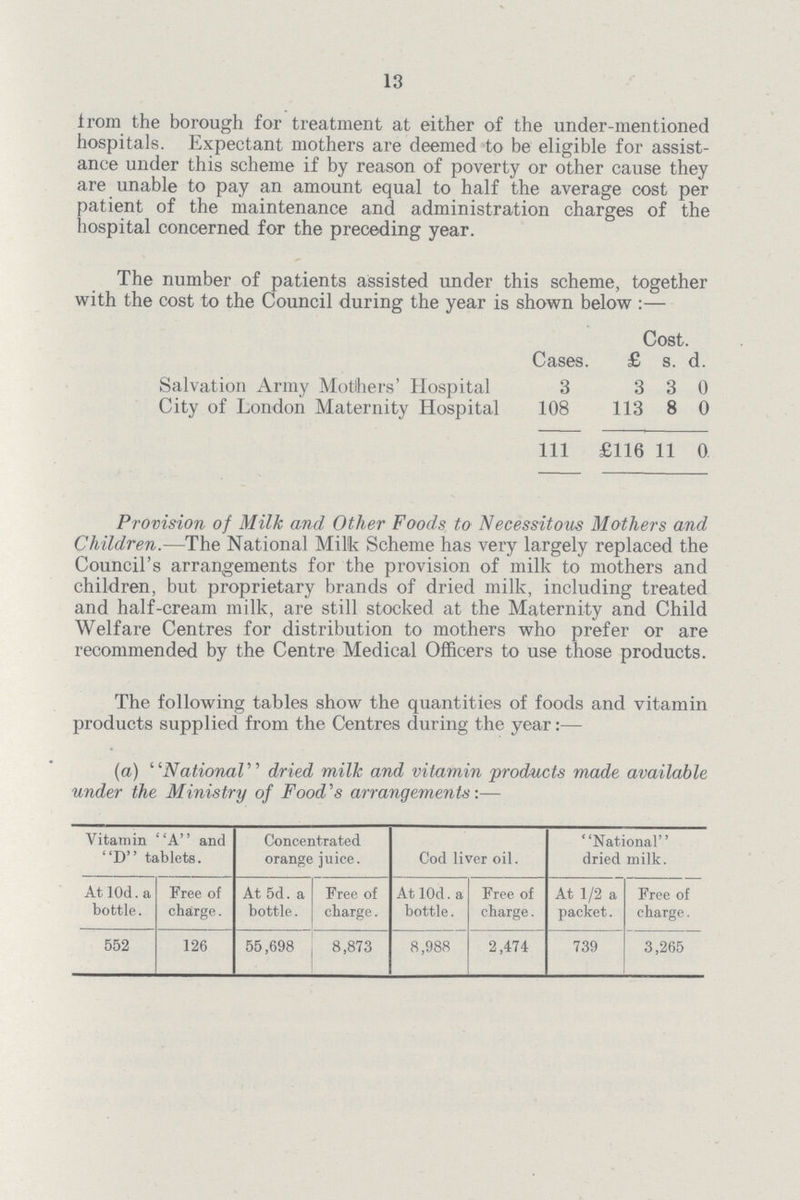 13
from the borough for treatment at either of the under-mentioned
hospitals. Expectant mothers are deemed to be eligible for assist-
ance under this scheme if by reason of poverty or other cause they
are unable to pay an amount equal to half the average cost per
patient of the maintenance and administration charges of the
hospital concerned for the preceding year.
The number of patients assisted under this scheme, together
with the cost to the Council during the year is shown below :—
Cost.
Cases. £ s. d.
Salvation Army Mothers' Hospital 3 3 3 0
City of London Maternity Hospital 108 113 8 0
111 £116 11 0
Provision of Milk and Other Foods to Necessitous Mothers and
Children.—The National Milk Scheme has very largely replaced the
Council's arrangements for the provision of milk to mothers and
children, but proprietary brands of dried milk, including treated
and half-cream milk, are still stocked at the Maternity and Child
Welfare Centres for distribution to mothers who prefer or are
recommended by the Centre Medical Officers to use those products.
The following tables show the quantities of foods and vitamin
products supplied from the Centres during the year:—
(a) "National" dried milk and vitamin products made available
under the Ministry of Food's arrangements:—
Vitamin "A" and Concentrated "National"
"D" tablets. orange juice. Cod liver oil. dried milk.
At 10d. a Free of At 5d. a Free of At 10d. a Free of At 1/2 a Free of
bottle. charge. bottle. charge. bottle. charge. packet. charge.
552 126 55,698 8,873 8,988 2,474 739 3,265